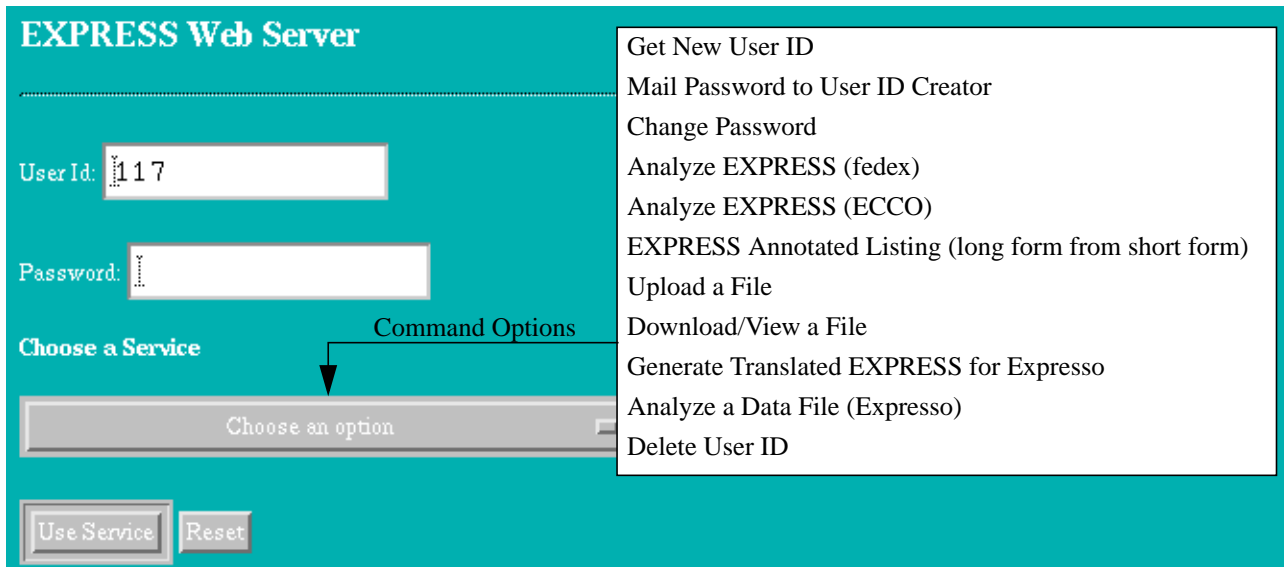 EXPRESS Web Server
User Id: 117
Password:
Choose a Service
Choose an option
Use Service
Reset
Command Options
Get New User ID
Mail Password to User ID Creator
Change Password
Analyze EXPRESS (fedex)
Analyze EXPRESS (ECCO)
EXPRESS Annotated Listing (long form from short form)
Upload a File
Download/View a File
Generate Translated EXPRESS for Expresso
Analyze a Data File (Expresso)
Delete User ID